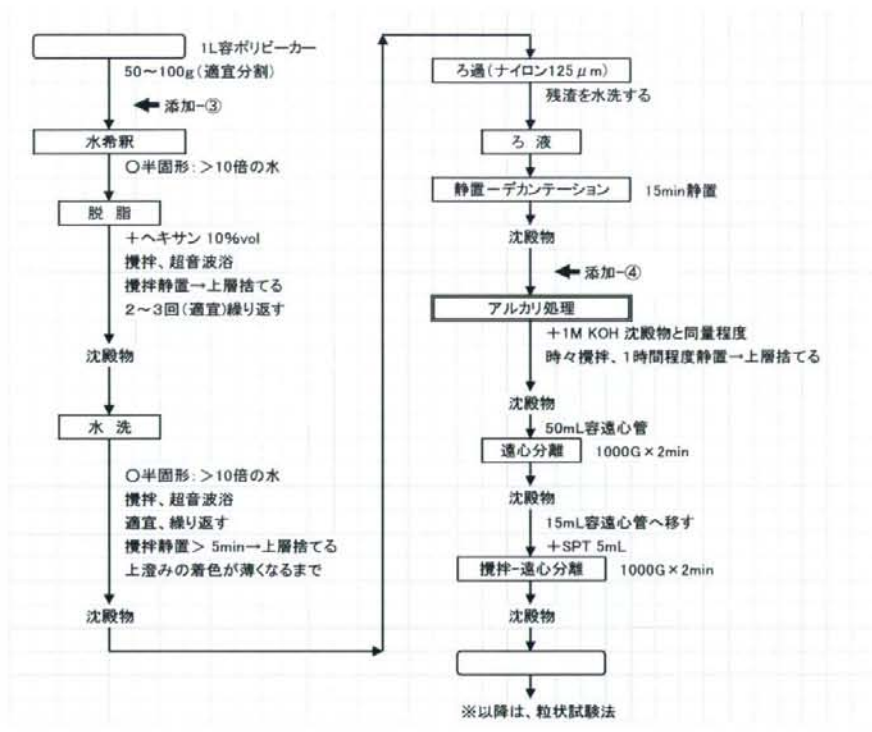 1L容ポリビーカー
50～100g(適宜分割)
添加-③
水希釈
○半固形:＞10倍の水
脱 脂
＋ヘキサン 10%vol
攪拌、超音波浴
攪拌静置→上層捨てる
2～3回(適宜)繰り返す
沈殿物
水 洗
○半固形:＞10倍の水
攪拌、超音波浴
適宜、繰り返す
攪拌静置＞ 5min→上層捨てる
上澄みの着色が薄くなるまで
沈殿物
ろ過(ナイロン125μm)
残渣を水洗する
ろ 液
静置ーデカンテーション 15min静置
沈殿物
添加-④
アルカリ処理
＋1M KOH 沈殿物と同量程度
時々攪拌、1時間程度静置→上層捨てる
沈殿物
50mL容遠心管
遠心分離 1000G×2min
沈殿物
15mL容遠心管へ移す
＋SPT 5mL
攪拌-遠心分離 1000G×2min
沈殿物
※以降は、粒状試験法